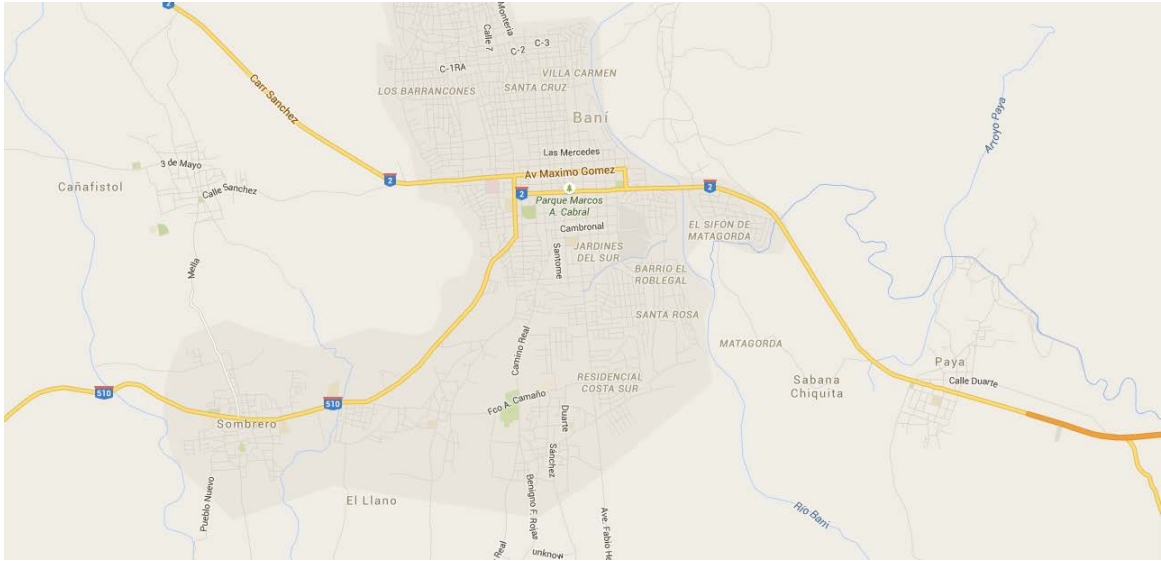 2
Monteria
Calle 7
C-3
C-2
C-1RA
VILLA CARMEN
LOS BARRANCONES
SANTA CRUZ
Carr Sanchez
Baní
Arroyo Paya
Las Mercedes
3 de Mayo
Av Maximo Gomez
2
2
2
Cañafistol
Calle Sanchez
Parque Marcos
A. Cabral
Cambronal
EL SIFON DE
MATAGORDA
JARDINES
DEL SUR
Santome
Mella
BARRIO EL
ROBLEGAL
SANTA ROSA
MATAGORDA
Camino Real
Paya
Calle Duarte
RESIDENCIAL
COSTA SUR
Sabana
Chiquita
510
510
Fco A. Camaño
Duarte
Sombrero
Sánchez
El Llano
Pueblo Nuevo
Benigno F. Rojas
Ave. Fabio He
Rio Bani
Real
unknow